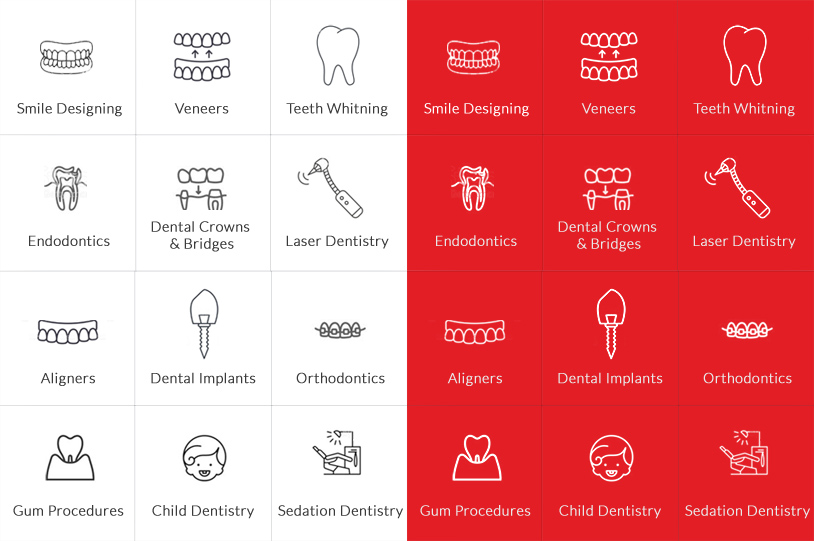 Smile Designing
Veneers
Teeth Whitning
Smile Designing
Veneers
Teeth Whitning
Endodontics
Dental Crowns
& Bridges
Laser Dentistry
Endodontics
Dental Crowns
& Bridges
Laser Dentistry
Aligners
Dental Implants
Orthodontics
Aligners
Dental Implants
Orthodontics
Gum Procedures
Child Dentistry
Sedation Dentistry
Gum Procedures
Child Dentistry
Sedation Dentistry